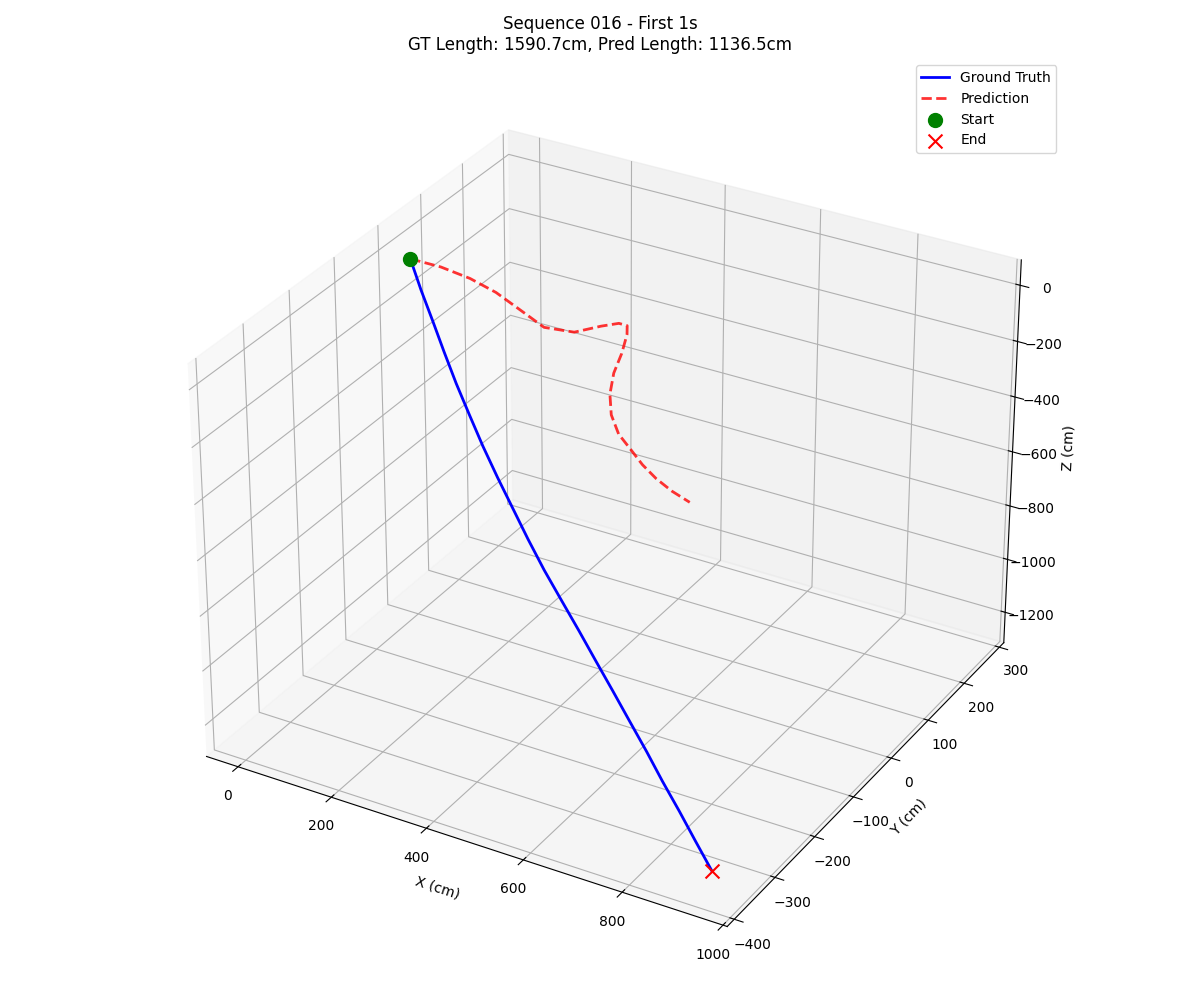 Sequence 016 - First 1s
GT Length: 1590.7cm, Pred Length: 1136.5cm
Ground Truth
Prediction
Start
End
0
−200
−400
−600
−800
−1000
−1200
Z (cm)
300
200
100
0
−100
−200
−300
−400
Y (cm)
0
200
400
600
800
1000
X (cm)